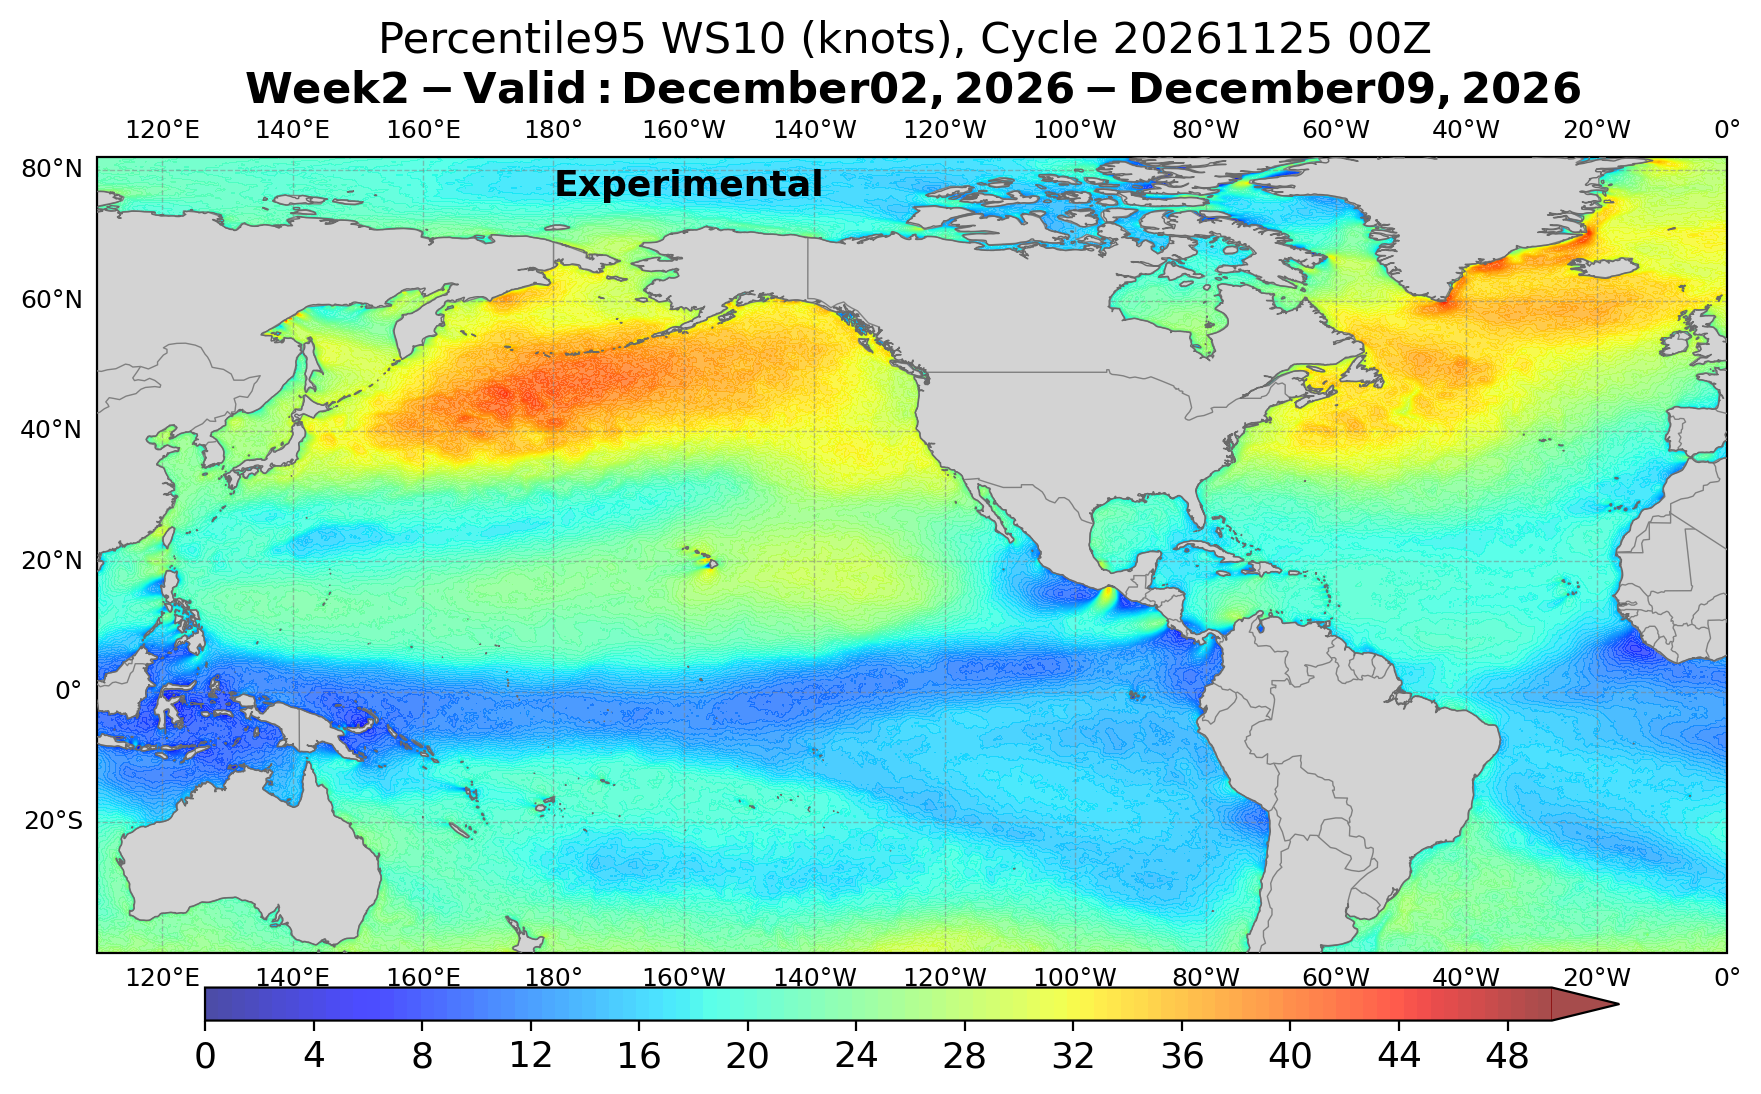 Percentile95 WS10 (knots), Cycle 20261125 00Z
Week2 − Valid : December02, 2026 − December09, 2026
120°E 140°E 160°E 180° 160°W 140°W 120°W 100°W 80°W 60°W 40°W 20°W 0°
80°N
Experimental
60°N
40°N
20°N
0°
20°S
120°E 140°E 160°E 180° 160°W 140°W 120°W 100°W 80°W 60°W 40°W 20°W 0°
0 4 8 12 16 20 24 28 32 36 40 44 48